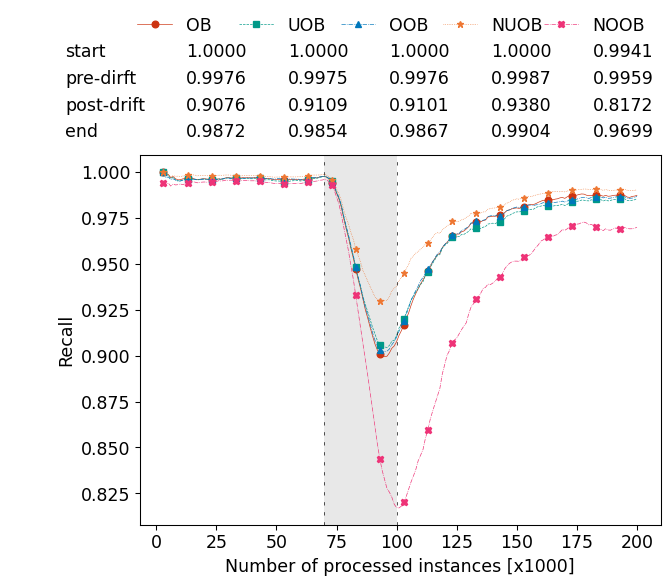 OB UOB OOB NUOB NOOB
start 1.0000 1.0000 1.0000 1.0000 0.9941
pre-dirft 0.9976 0.9975 0.9976 0.9987 0.9959
post-drift 0.9076 0.9109 0.9101 0.9380 0.8172
end 0.9872 0.9854 0.9867 0.9904 0.9699
1.000
0.975
0.950
0.925
0.900
0.875
0.850
0.825
Recall
0 25 50 75 100 125 150 175 200
Number of processed instances [x1000]